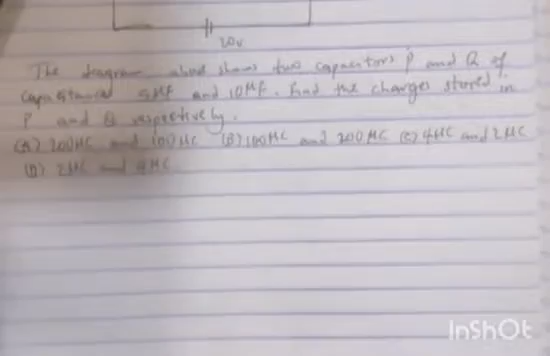 20v
The diagram shows two capacitors P and Q of
capacitance 5μF and 10μF. find the charges stored in
P and Q respectively.
(A) 200μC and 100μC (B) 100μC and 200μC (C) 4μC and 2μC
(D) 2μC and 4μC
InShOt